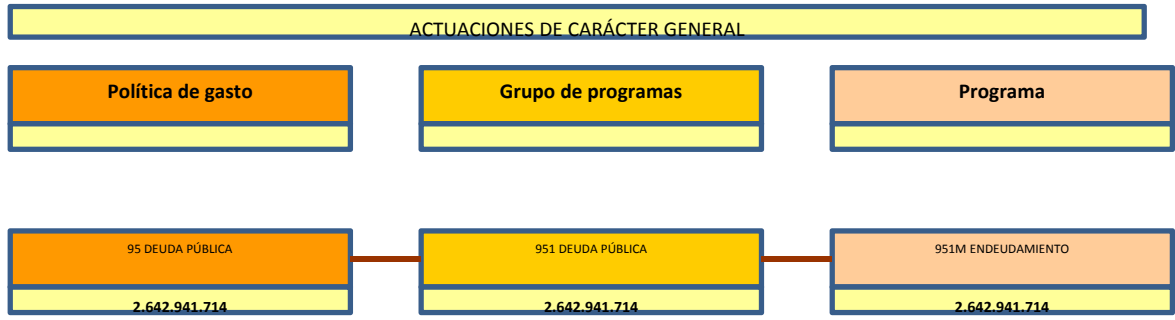 ACTUACIONES DE CARÁCTER GENERAL
Política de gasto
Grupo de programas
Programa
95 DEUDA PÚBLICA
951 DEUDA PÚBLICA
951M ENDEUDAMIENTO
2.642.941.714
2.642.941.714
2.642.941.714